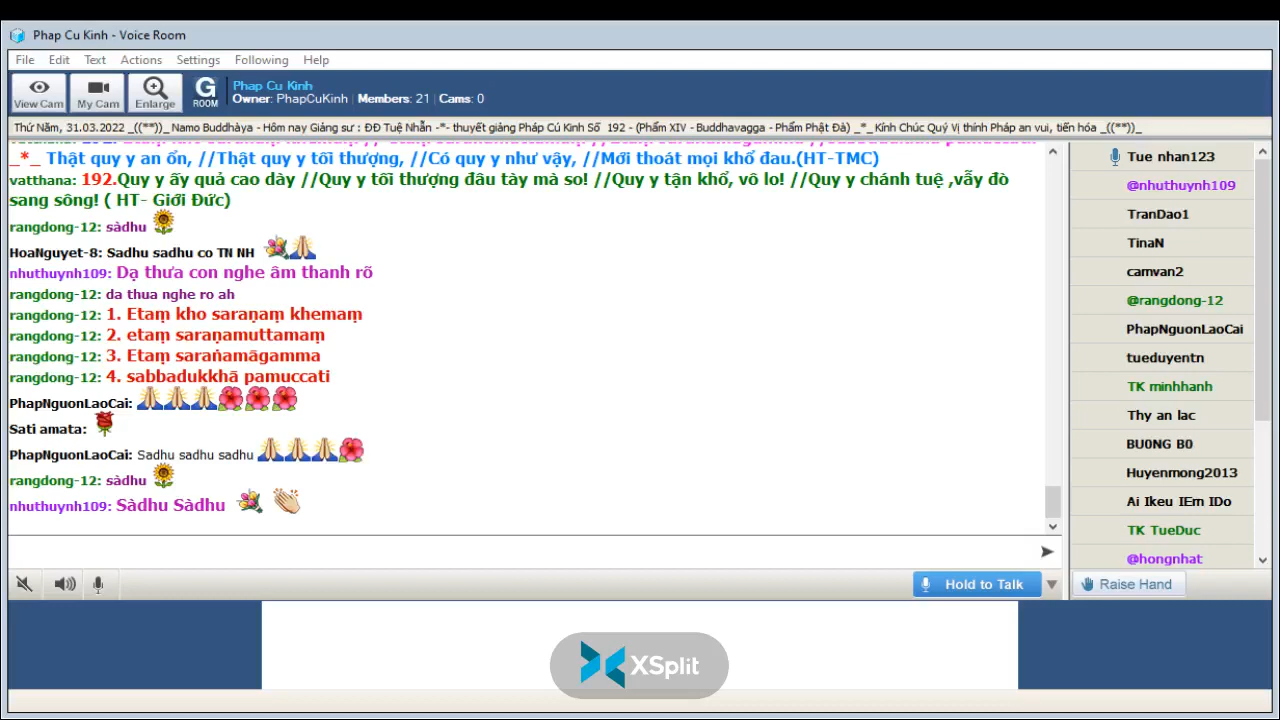 Phap Cu Kinh - Voice Room
File Edit Text Actions Settings Following Help
View Cam My Cam Enlarge G ROOM
Phap Cu Kinh
Owner: PhapCuKinh | Members: 21 | Cams: 0
Thứ Năm, 31.03.2022 _((**))_ Namo Buddhàya - Hôm nay Giảng sư : ĐĐ Tuệ Nhẫn -*- thuyết giảng Pháp Cú Kinh Số 192 - (Phẩm XIV - Buddhavagga - Phẩm Phật Đà) _*_ Kính Chúc Quý Vị thính Pháp an vui, tiến hóa _((**))_
_*_ Thật quy y an ổn, //Thật quy y tối thượng, //Có quy y như vậy, //Mới thoát mọi khổ đau.(HT-TMC)
vatthana: 192.Quy y ấy quả cao dày //Quy y tối thượng đâu tày mà so! //Quy y tận khổ, vô lo! //Quy y chánh tuệ ,vẫy đò
sang sông! ( HT- Giới Đức)
rangdong-12: sàdhu
HoaNguyet-8: Sadhu sadhu co TN NH
nhuthuynh109: Dạ thưa con nghe âm thanh rõ
rangdong-12: da thua nghe ro ah
rangdong-12: 1. Etaṃ kho saraṇaṃ khemaṃ
rangdong-12: 2. etaṃ saraṇamuttamaṃ
rangdong-12: 3. Etaṃ saraṅamāgamma
rangdong-12: 4. sabbadukkhā pamuccati
PhapNguonLaoCai:
Sati amata:
PhapNguonLaoCai: Sadhu sadhu sadhu
rangdong-12: sàdhu
nhuthuynh109: Sàdhu Sàdhu
Hold to Talk
Tue nhan123
@nhuthuynh109
TranDao1
TinaN
camvan2
@rangdong-12
PhapNguonLaoCai
tueduyentn
TK minhhanh
Thy an lac
BU0NG B0
Huyenmong2013
Ai Ikeu IEm IDo
TK TueDuc
@hongnhat
Raise Hand
XSplit